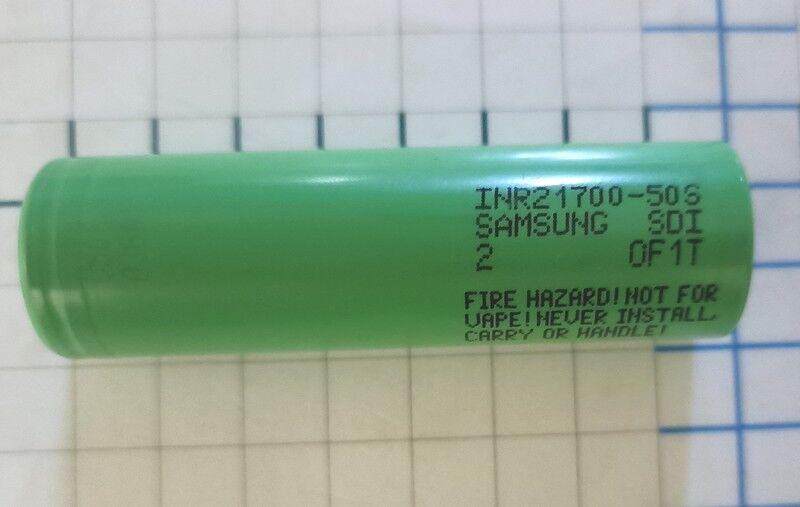 INR21700-50S
SAMSUNG SDI
2 OF1T
FIRE HAZARD! NOT FOR
VAPE! NEVER INSTALL,
CARRY OR HANDLE!